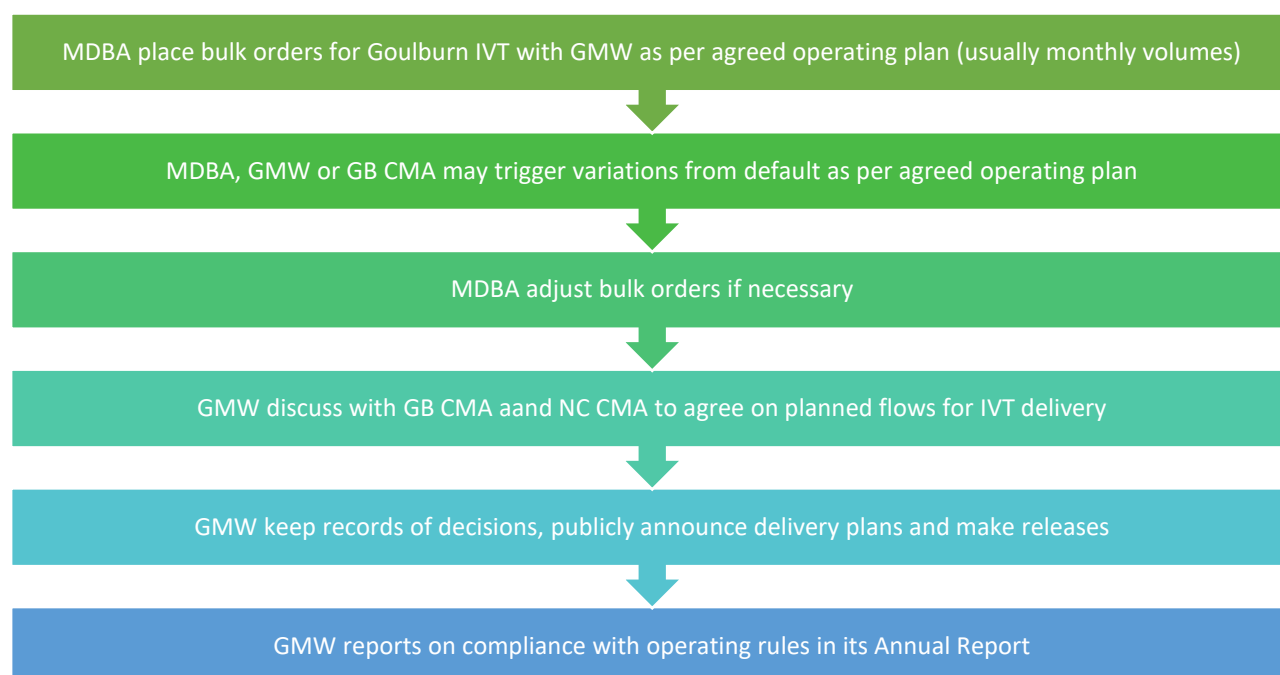 MDBA place bulk orders for Goulburn IVT with GMW as per agreed operating plan (usually monthly volumes)
MDBA, GMW or GB CMA may trigger variations from default as per agreed operating plan
MDBA adjust bulk orders if necessary
GMW discuss with GB CMA aand NC CMA to agree on planned flows for IVT delivery
GMW keep records of decisions, publicly announce delivery plans and make releases
GMW reports on compliance with operating rules in its Annual Report